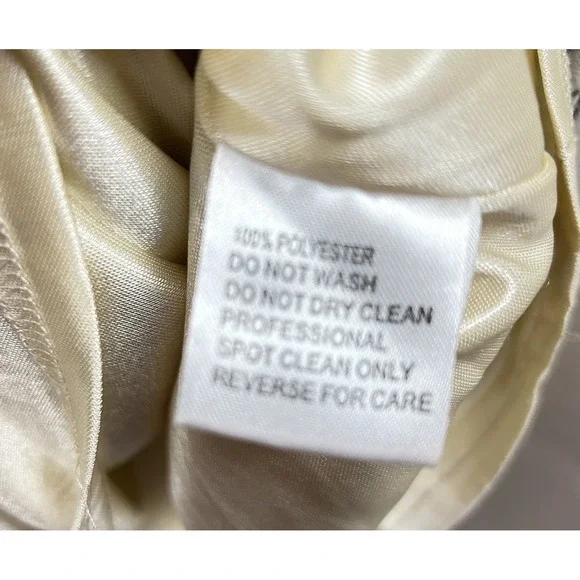 100% POLYESTER
DO NOT WASH
DO NOT DRY CLEAN
PROFESSIONAL
SPOT CLEAN ONLY
REVERSE FOR CARE